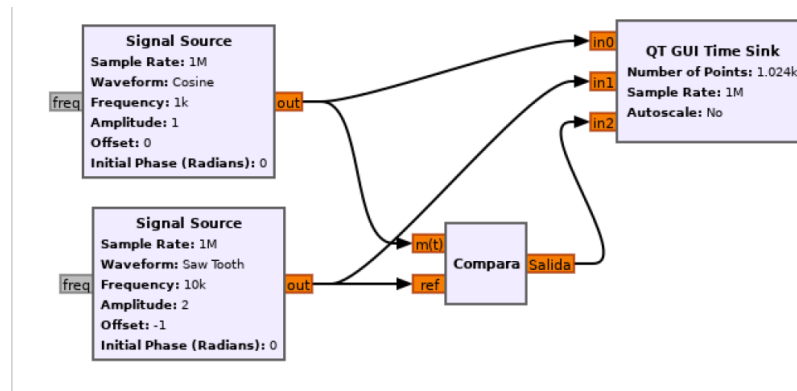 Signal Source
Sample Rate: 1M
Waveform: Cosine
freq
Frequency: 1k
out
Amplitude: 1
Offset: 0
Initial Phase (Radians): 0
in0
in1
in2
QT GUI Time Sink
Number of Points: 1.024k
Sample Rate: 1M
Autoscale: No
Signal Source
Sample Rate: 1M
Waveform: Saw Tooth
freq
Frequency: 10k
out
Amplitude: 2
Offset: -1
Initial Phase (Radians): 0
m(t)
ref
Compara
Salida